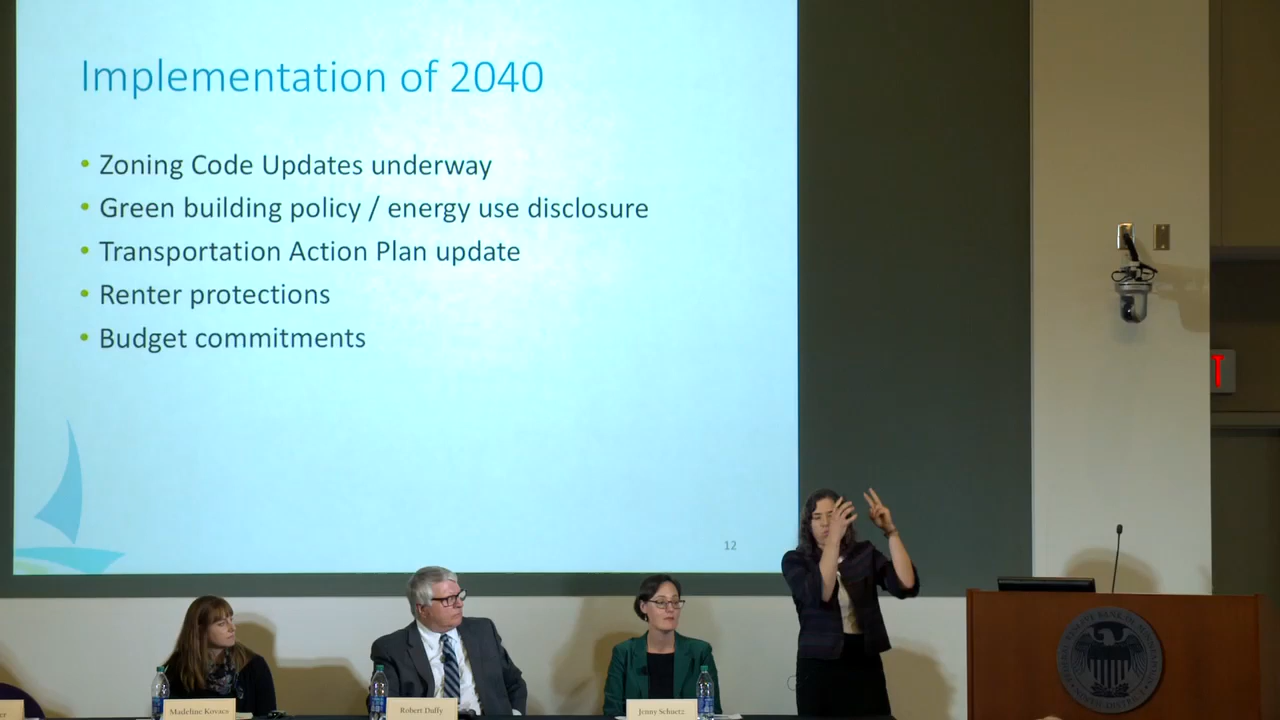 Implementation of 2040
• Zoning Code Updates underway
• Green building policy / energy use disclosure
• Transportation Action Plan update
• Renter protections
• Budget commitments
12
Madeline Kovacs
Robert Duffy
Jenny Schuetz